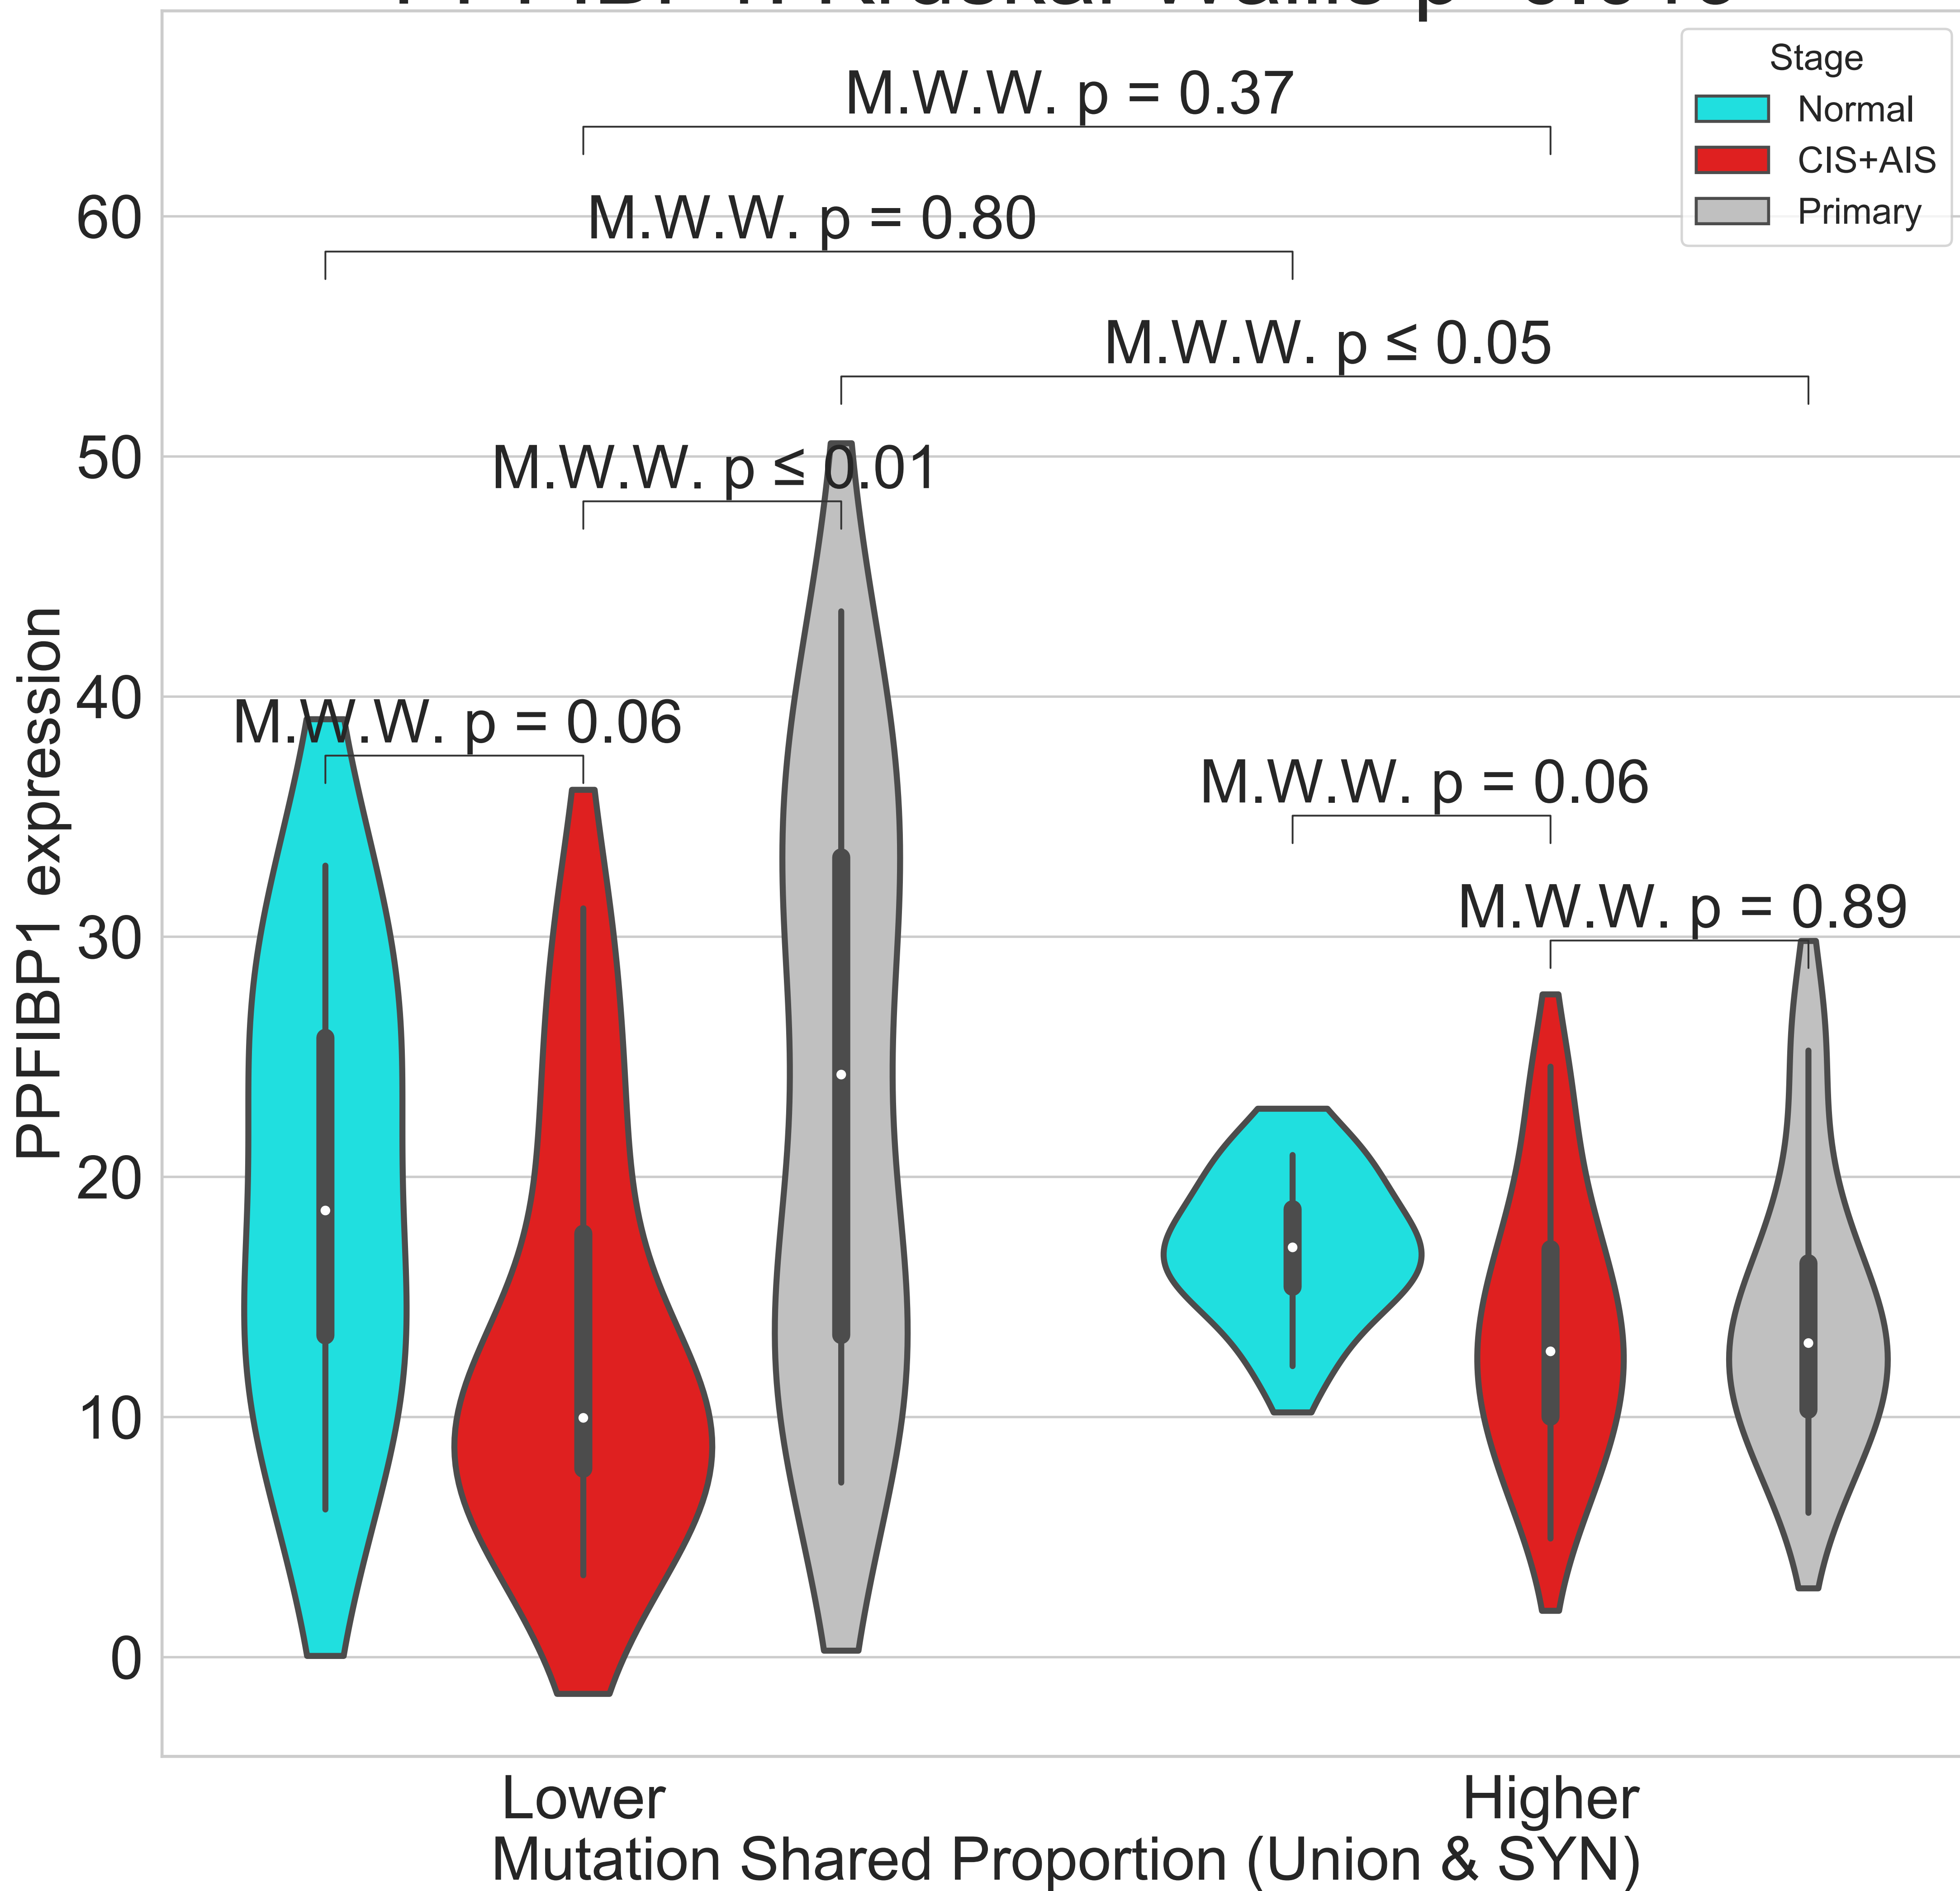 Stage
Normal
CIS+AIS
Primary
M.W.W. p = 0.37
M.W.W. p = 0.80
M.W.W. p ≤ 0.05
M.W.W. p ≤ 0.01
M.W.W. p = 0.06
M.W.W. p = 0.06
M.W.W. p = 0.89
60
50
40
30
20
10
0
PPFIBP1 expression
Lower
Higher
Mutation Shared Proportion (Union & SYN)